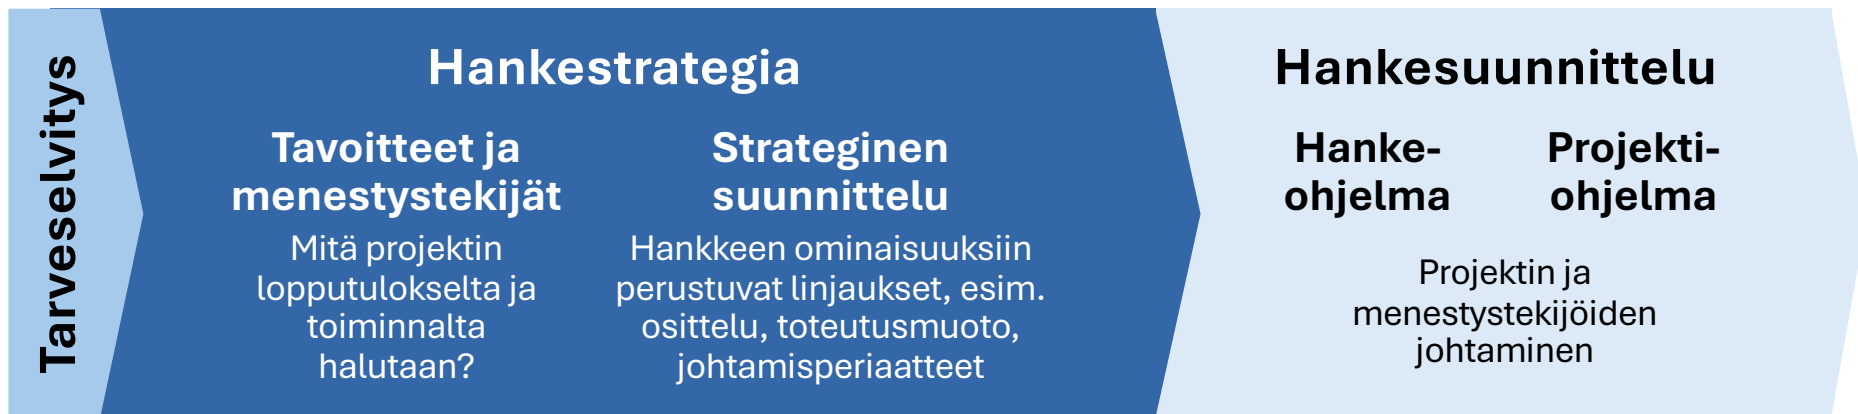 Tarveselvitys
Hankestrategia
Tavoitteet ja
menestystekijät
Mitä projektin
lopputulokselta ja
toiminnalta
halutaan?
Strateginen
suunnittelu
Hankkeen ominaisuuksiin
perustuvat linjaukset, esim.
osittelu, toteutusmuoto,
johtamisperiaatteet
Hankesuunnittelu
Hanke-
ohjelma
Projekti-
ohjelma
Projektin ja
menestystekijöiden
johtaminen